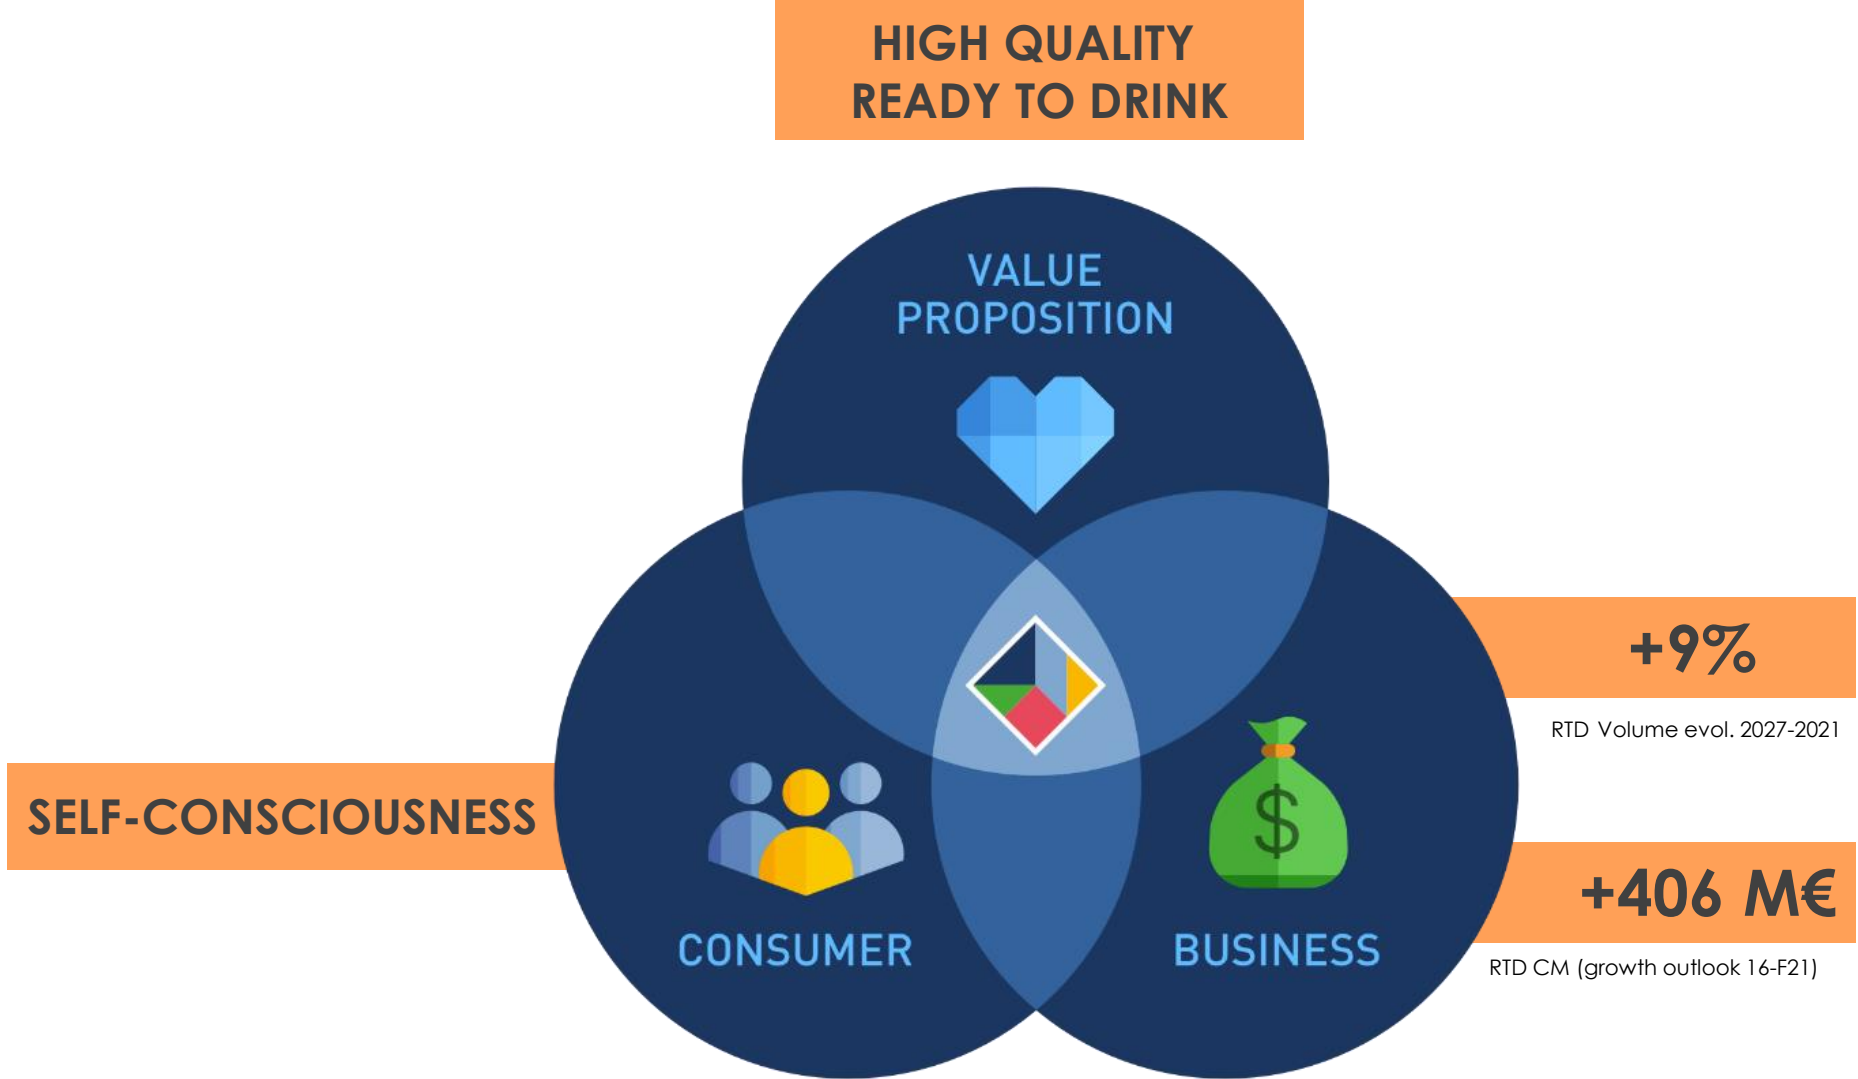 HIGH QUALITY
READY TO DRINK
VALUE
PROPOSITION
+9%
RTD Volume evol. 2027-2021
SELF-CONSCIOUSNESS
$
+406 M€
CONSUMER
BUSINESS
RTD CM (growth outlook 16-F21)